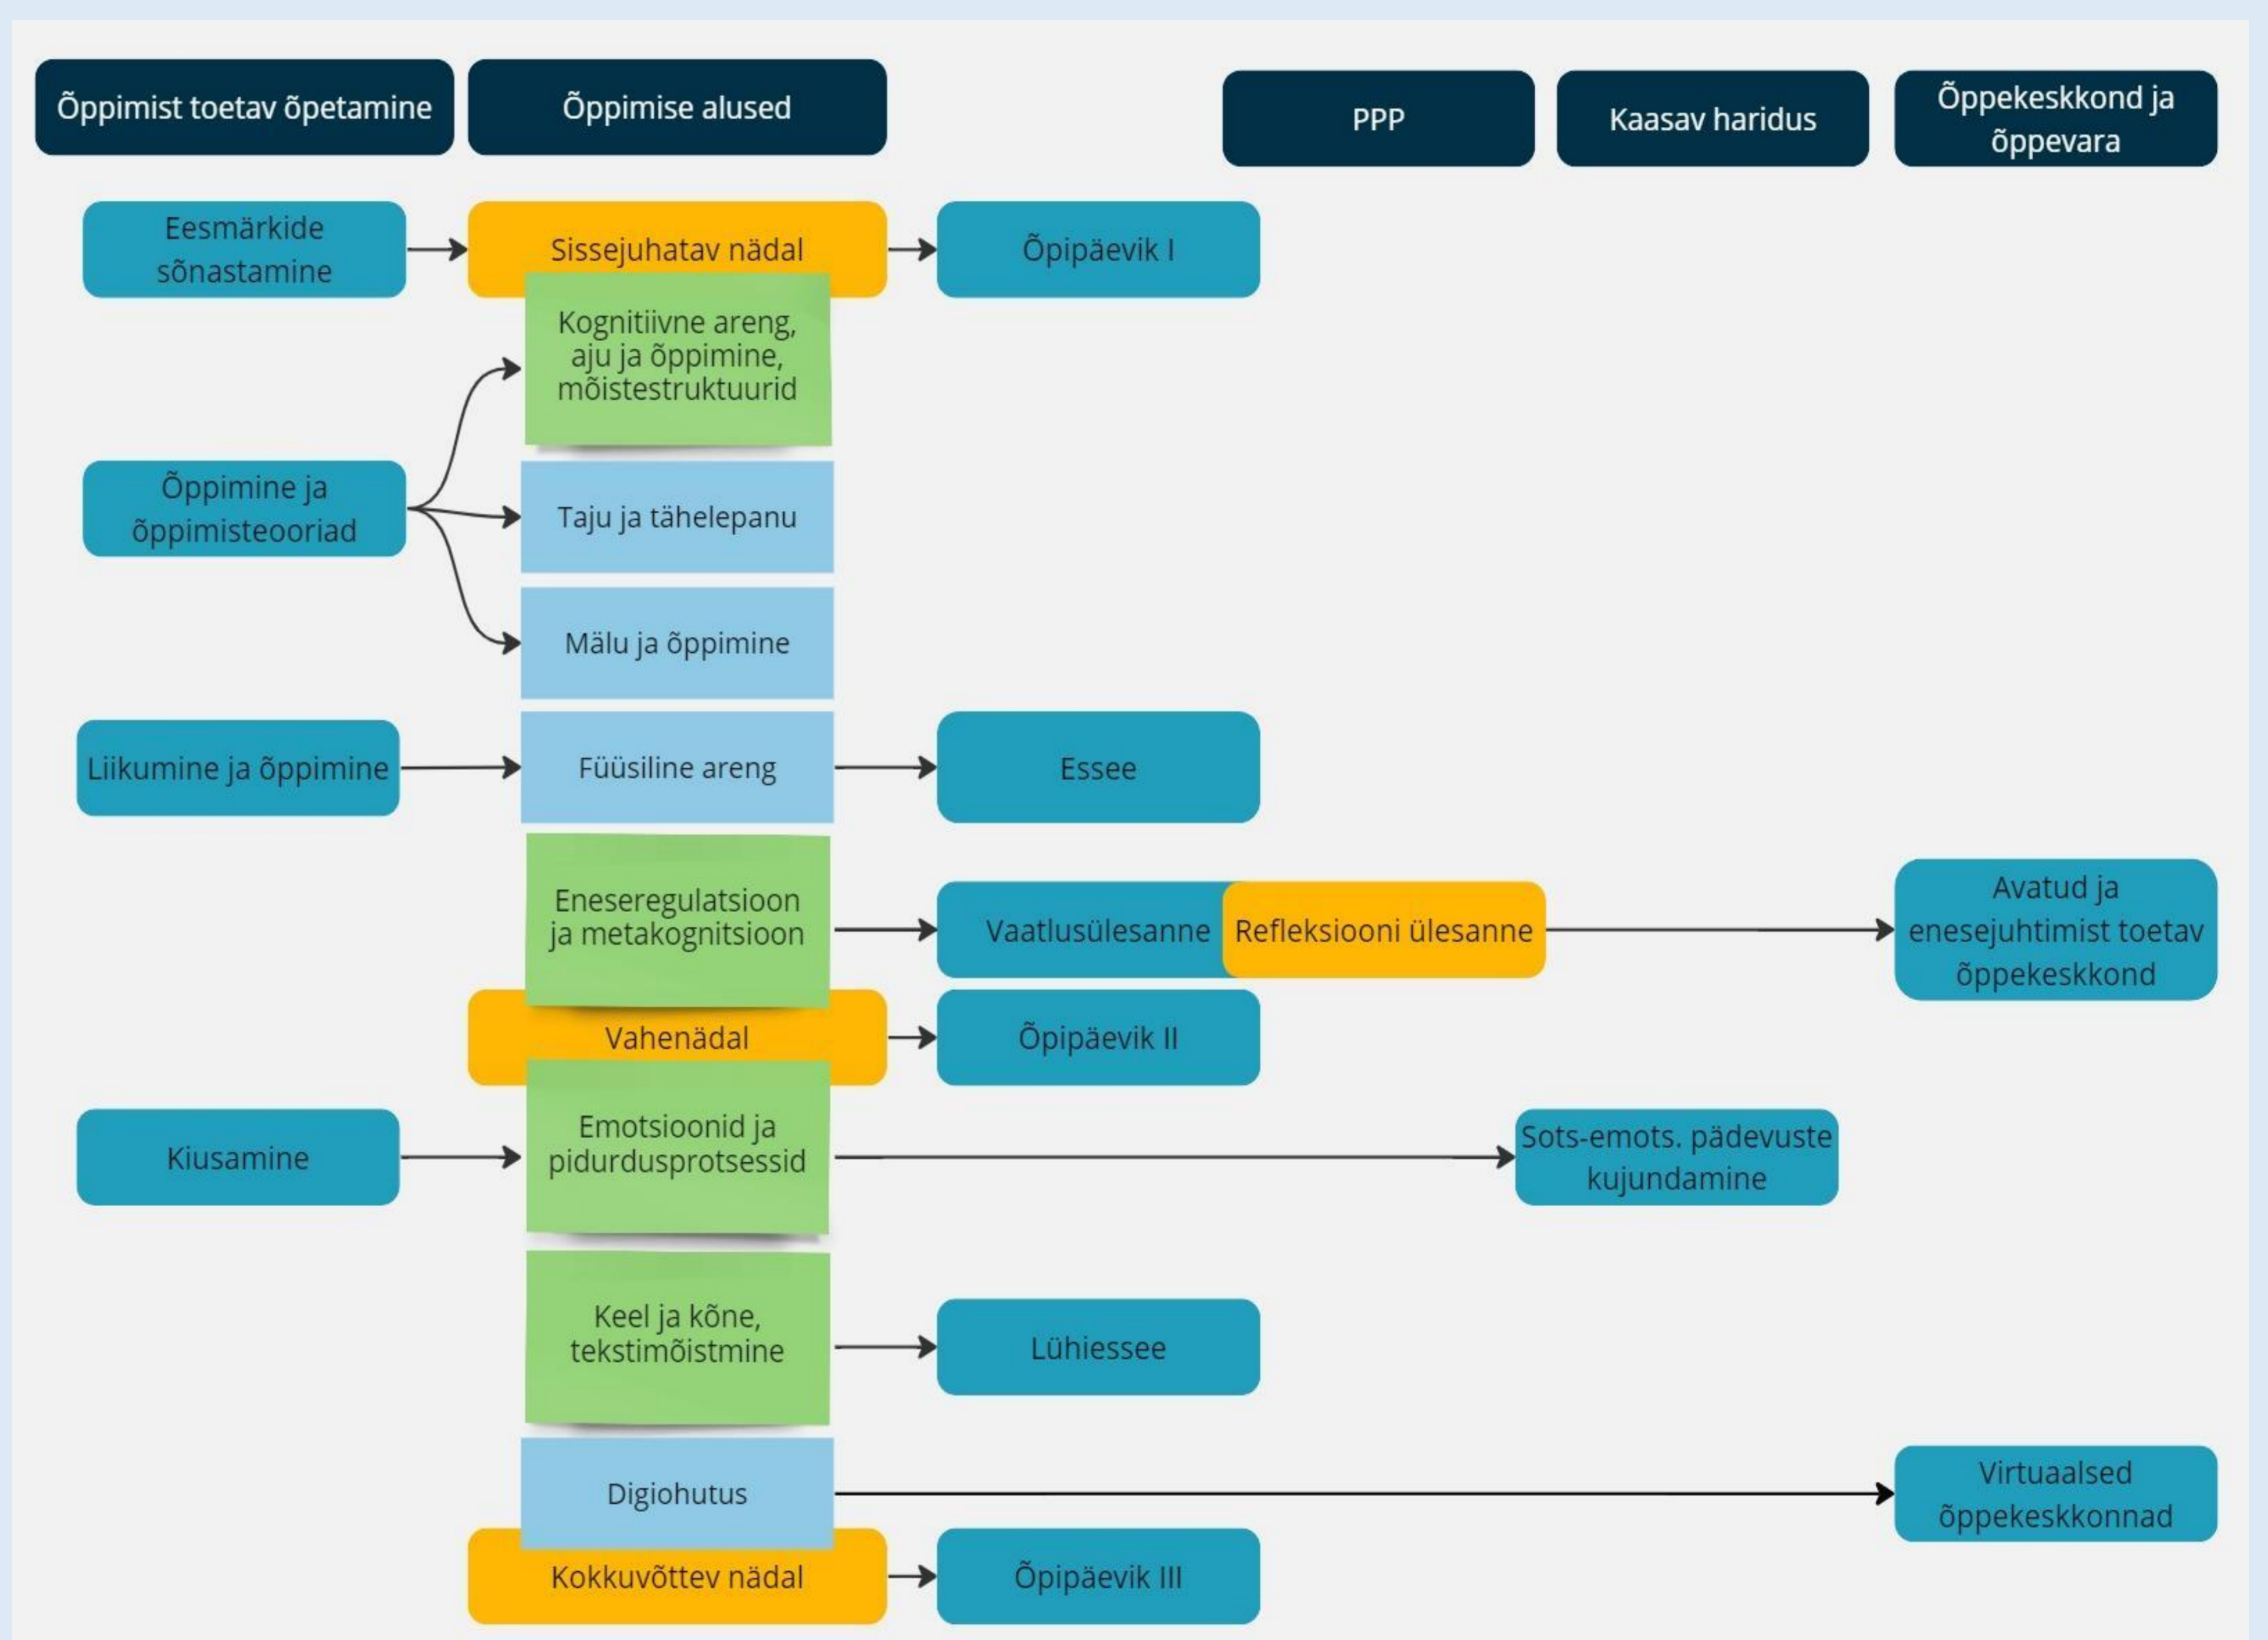 Õppimist toetav õpetamine
Õppimise alused
PPP
Kaasav haridus
Õppekeskkond ja
õppevara
Eesmärkide
sõnastamine
Sissejuhatav nädal
Õpipäevik I
Kognitiivne areng,
aju ja õppimine,
mõistestruktuurid
Õppimine ja
õppimisteooriad
Taju ja tähelepanu
Mälu ja õppimine
Liikumine ja õppimine
Füüsiline areng
Essee
Eneseregulatsioon
ja metakognitsioon
Vaatlusülesanne
Refleksiooni ülesanne
Avatud ja
enesejuhtimist toetav
õppekeskkond
Vahenädal
Õpipäevik II
Kiusamine
Emotsioonid ja
pidurdusprotsessid
Sots-emots. pädevuste
kujundamine
Keel ja kõne,
tekstimõistmine
Lühiessee
Digiohutus
Virtuaalsed
õppekeskkonnad
Kokkuvõttev nädal
Õpipäevik III